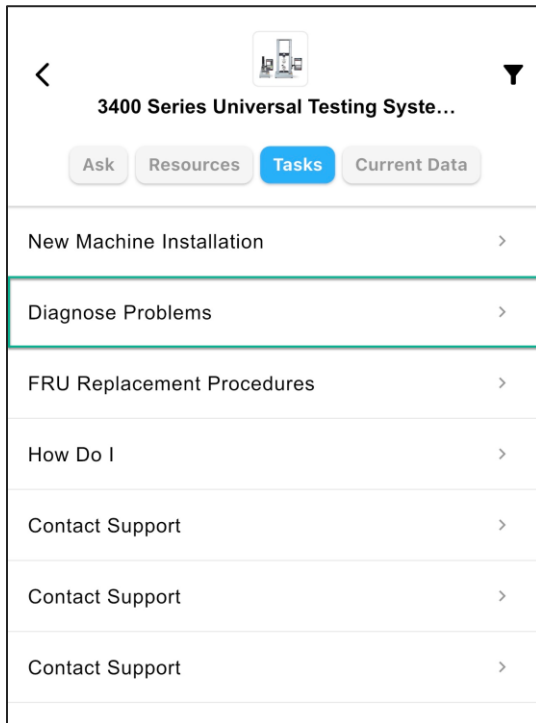 3400 Series Universal Testing Syste...
Ask Resources Tasks Current Data
New Machine Installation
Diagnose Problems
FRU Replacement Procedures
How Do I
Contact Support
Contact Support
Contact Support